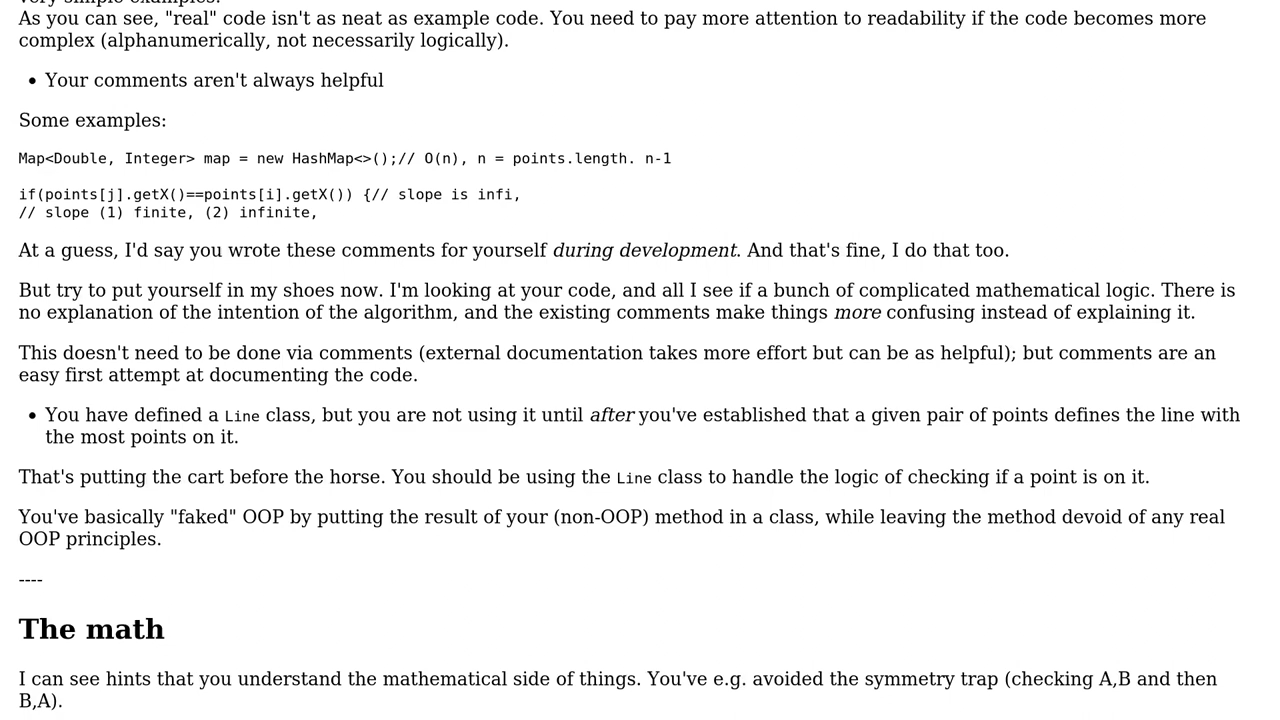 very simple examples.
As you can see, "real" code isn't as neat as example code. You need to pay more attention to readability if the code becomes more
complex (alphanumerically, not necessarily logically).
• Your comments aren't always helpful
Some examples:
Map<Double, Integer> map = new HashMap<>();// O(n), n = points.length. n-1
if(points[j].getX()==points[i].getX()) {// slope is infi,
// slope (1) finite, (2) infinite,
At a guess, I'd say you wrote these comments for yourself during development. And that's fine, I do that too.
But try to put yourself in my shoes now. I'm looking at your code, and all I see if a bunch of complicated mathematical logic. There is
no explanation of the intention of the algorithm, and the existing comments make things more confusing instead of explaining it.
This doesn't need to be done via comments (external documentation takes more effort but can be as helpful); but comments are an
easy first attempt at documenting the code.
• You have defined a Line class, but you are not using it until after you've established that a given pair of points defines the line with
the most points on it.
That's putting the cart before the horse. You should be using the Line class to handle the logic of checking if a point is on it.
You've basically "faked" OOP by putting the result of your (non-OOP) method in a class, while leaving the method devoid of any real
OOP principles.
----
The math
I can see hints that you understand the mathematical side of things. You've e.g. avoided the symmetry trap (checking A,B and then
B,A).